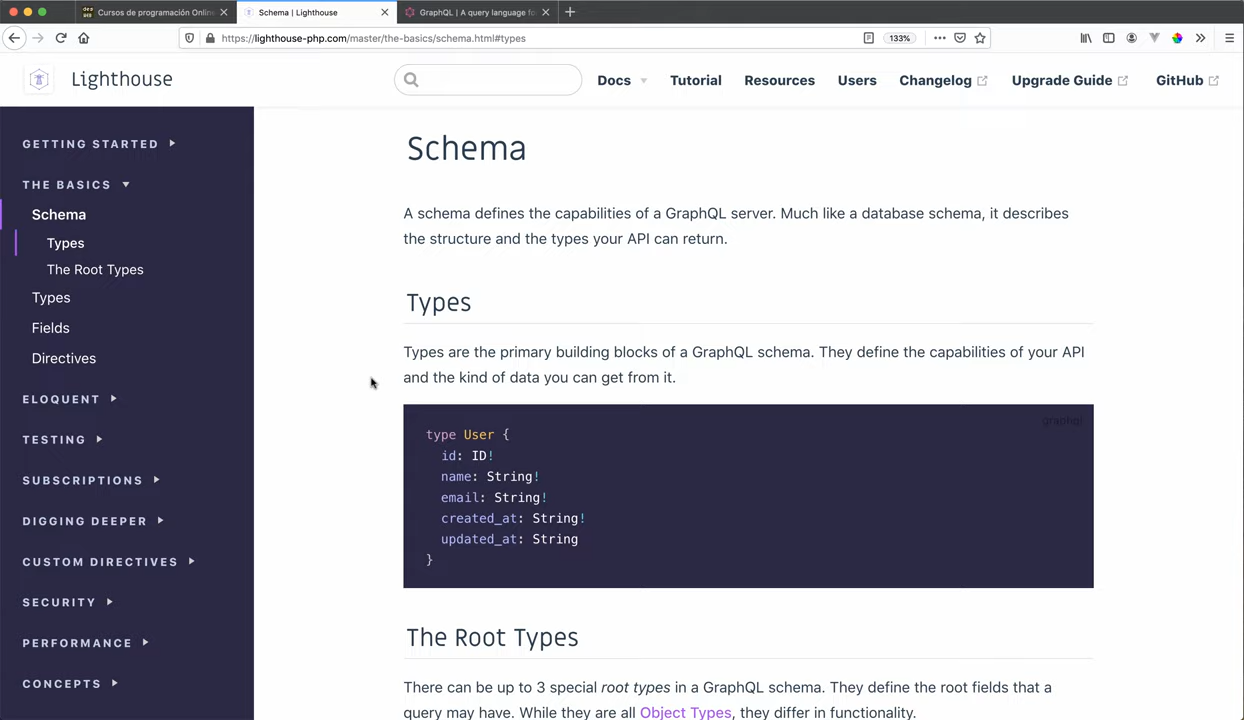 Cursos de programación Onlin
Schema | Lighthouse
GraphQL | A query language fo
https://lighthouse-php.com/master/the-basics/schema.html#types
133%
Lighthouse
Docs
Tutorial
Resources
Users
Changelog
Upgrade Guide
GitHub
GETTING STARTED
THE BASICS
Schema
Types
The Root Types
Types
Fields
Directives
ELOQUENT
TESTING
SUBSCRIPTIONS
DIGGING DEEPER
CUSTOM DIRECTIVES
SECURITY
PERFORMANCE
CONCEPTS
Schema
A schema defines the capabilities of a GraphQL server. Much like a database schema, it describes
the structure and the types your API can return.
Types
Types are the primary building blocks of a GraphQL schema. They define the capabilities of your API
and the kind of data you can get from it.
graphql
type User {
id: ID!
name: String!
email: String!
created_at: String!
updated_at: String
}
The Root Types
There can be up to 3 special root types in a GraphQL schema. They define the root fields that a
query may have. While they are all Object Types, they differ in functionality.